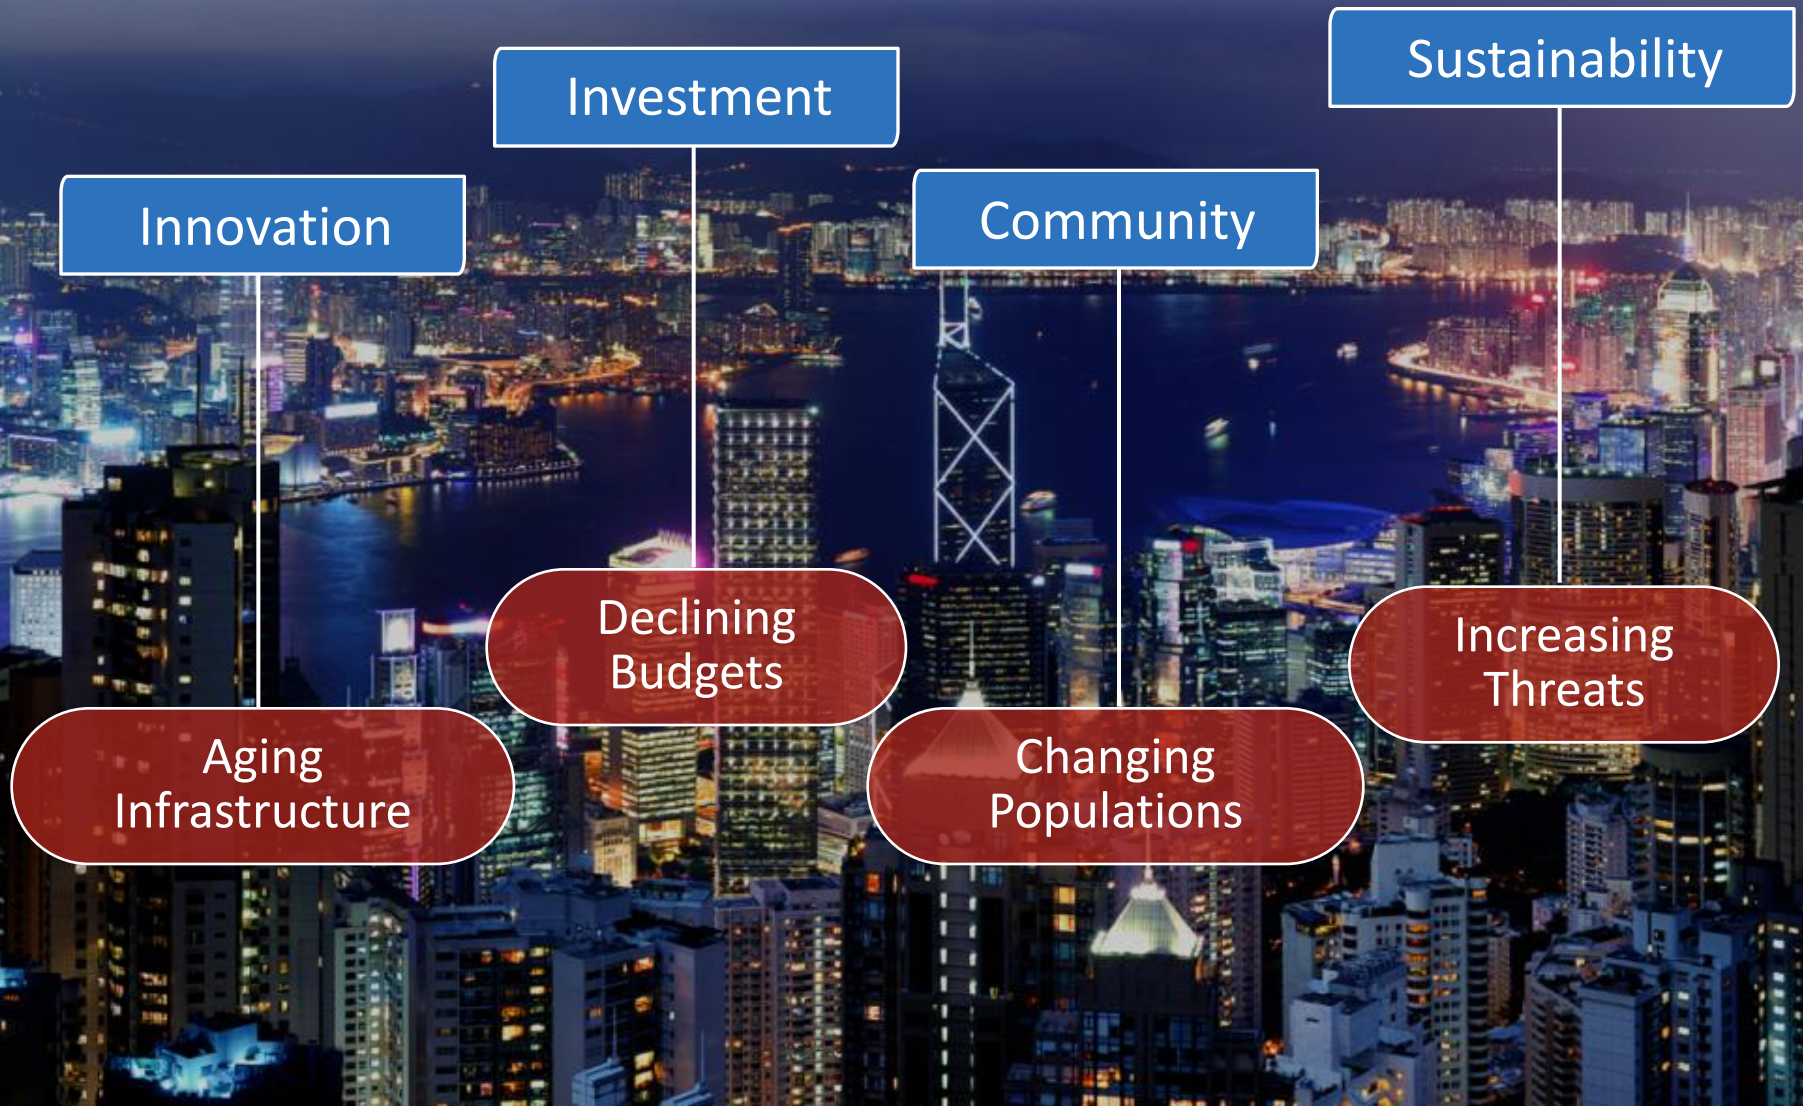 Innovation
Investment
Community
Sustainability
Aging
Infrastructure
Declining
Budgets
Changing
Populations
Increasing
Threats